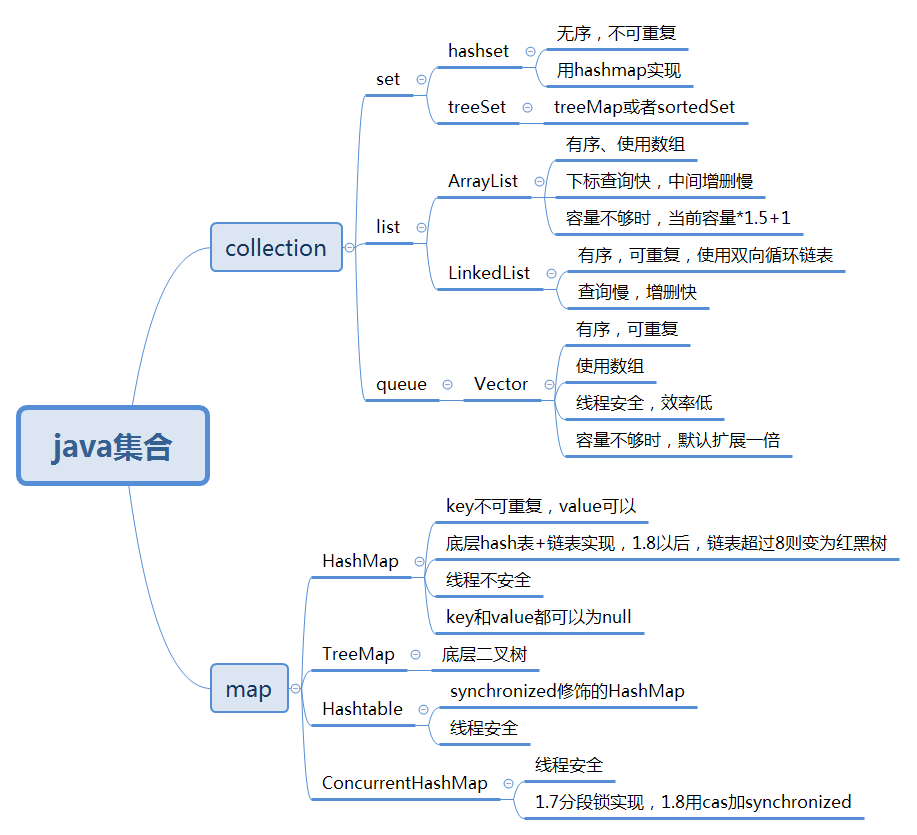 java集合
collection
set
hashset
无序，不可重复
用hashmap实现
treeSet
treeMap或者sortedSet
list
ArrayList
有序、使用数组
下标查询快，中间增删慢
容量不够时，当前容量*1.5+1
LinkedList
有序，可重复，使用双向循环链表
查询慢，增删快
queue
Vector
有序，可重复
使用数组
线程安全，效率低
容量不够时，默认扩展一倍
map
HashMap
key不可重复，value可以
底层hash表+链表实现，1.8以后，链表超过8则变为红黑树
线程不安全
key和value都可以为null
TreeMap
底层二叉树
Hashtable
synchronized修饰的HashMap
线程安全
ConcurrentHashMap
线程安全
1.7分段锁实现，1.8用cas加synchronized